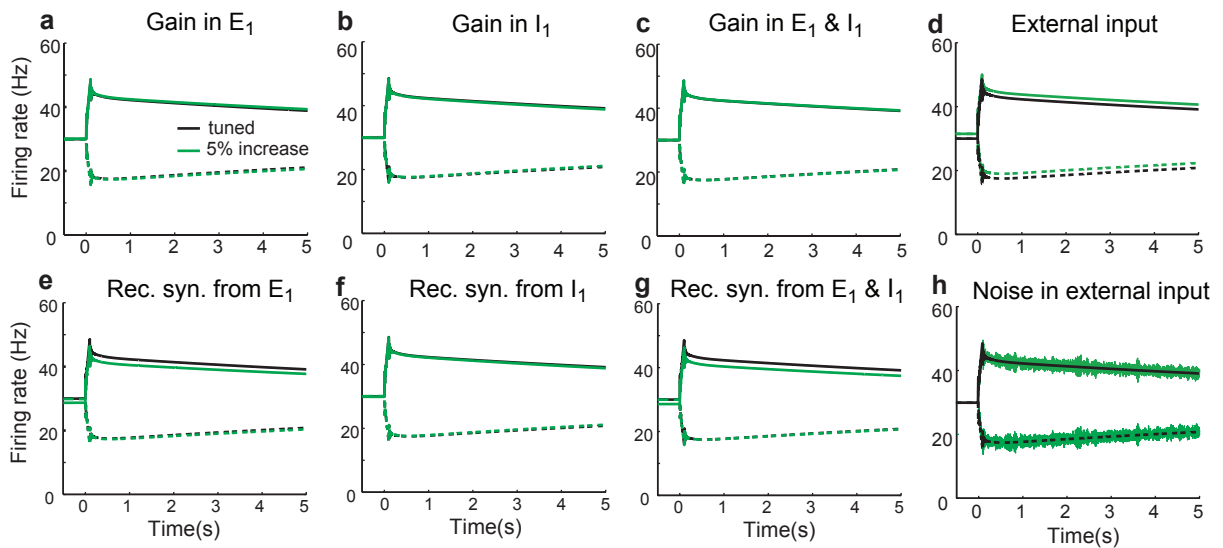 a Gain in E1
b Gain in I1
c Gain in E1 & I1
d External input
Firing rate (Hz)
60
40
20
0
tuned
5% increase
0 1 2 3 4 5
60
40
20
0
0 1 2 3 4 5
60
40
20
0
0 1 2 3 4 5
60
40
20
0
0 1 2 3 4 5
e Rec. syn. from E1
f Rec. syn. from I1
g Rec. syn. from E1 & I1
h Noise in external input
Firing rate (Hz)
60
40
20
0
0 1 2 3 4 5
Time(s)
60
40
20
0
0 1 2 3 4 5
Time(s)
60
40
20
0
0 1 2 3 4 5
Time(s)
60
40
20
0
0 1 2 3 4 5
Time(s)